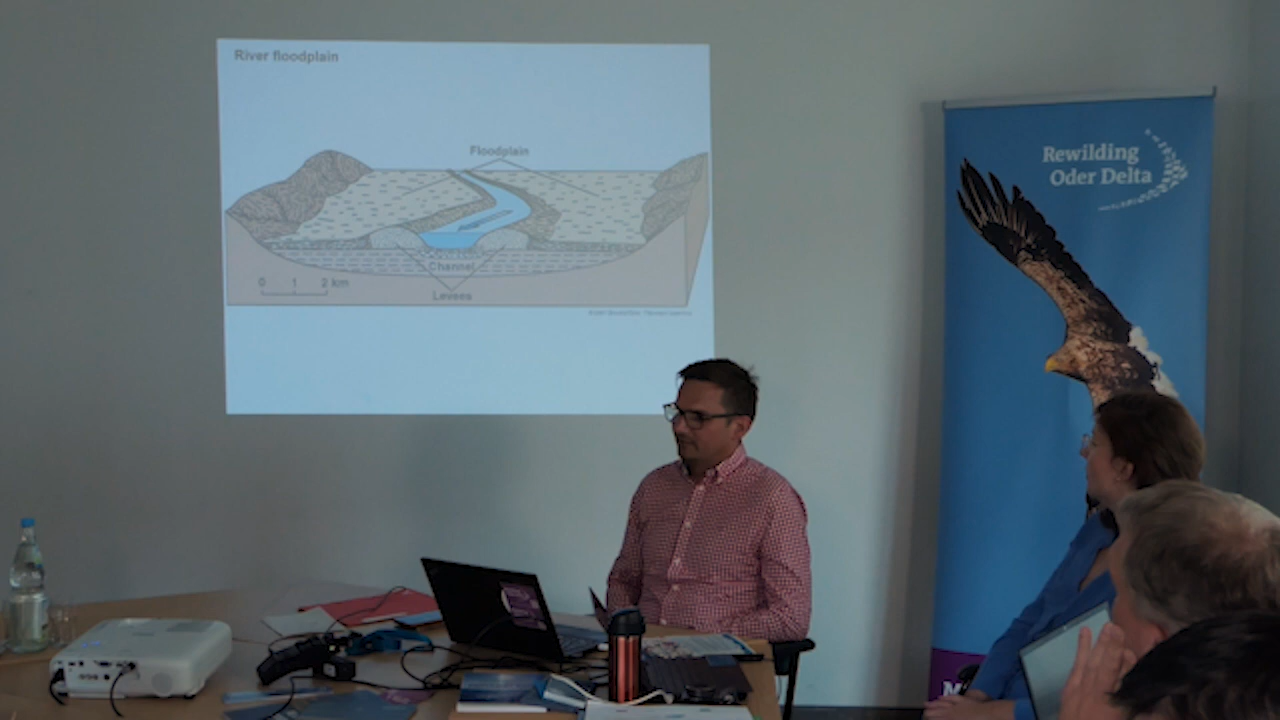 River floodplain
Floodplain
Channel
0 1 2 km
Levees
Rewilding
Oder Delta